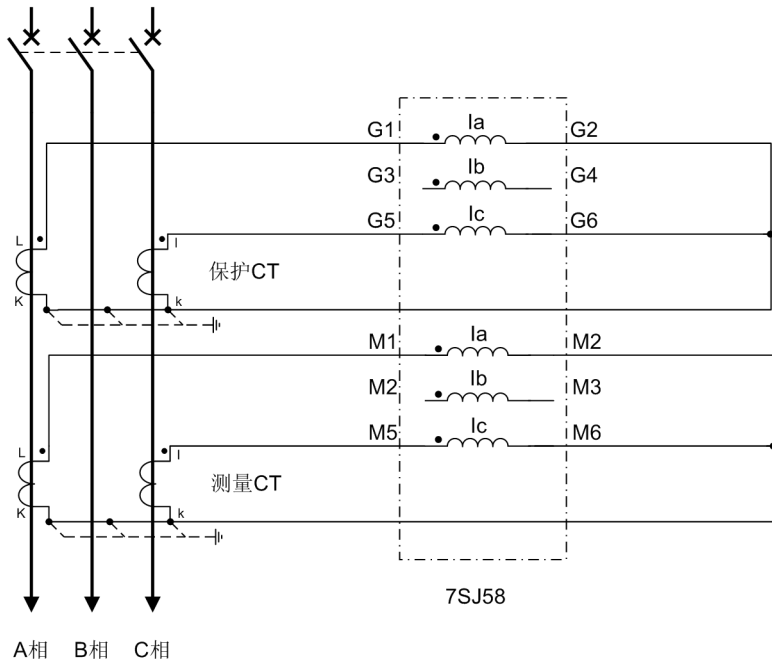 Ia
G1
G2
Ib
G3
G4
Ic
G5
G6
L
l
保护CT
K
k
Ia
M1
M2
Ib
M2
M3
Ic
M5
M6
L
l
测量CT
K
k
7SJ58
A相 B相 C相